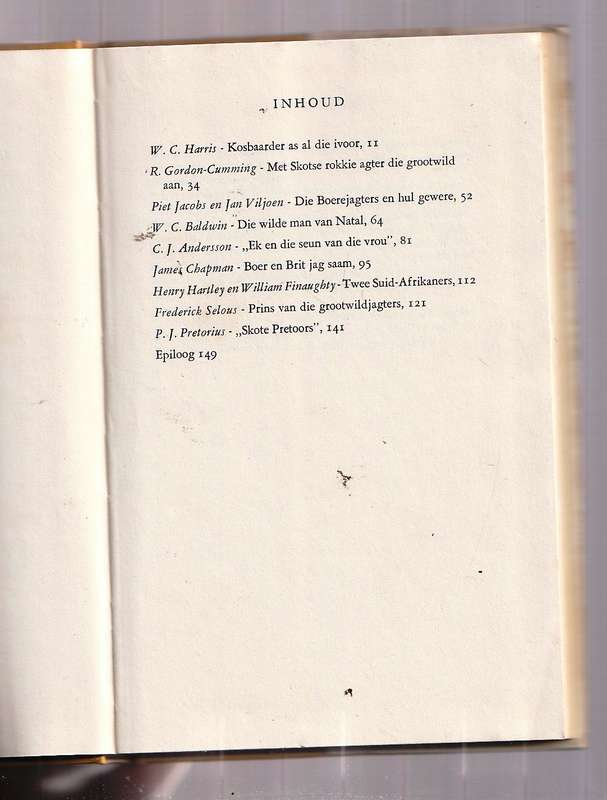 INHOUD
W. C. Harris - Kosbaarder as al die ivoor, 11
R. Gordon-Cumming - Met Skotse rokkie agter die grootwild
aan, 34
Piet Jacobs en Jan Viljoen - Die Boerejagters en hul gewere, 52
W. C. Baldwin - Die wilde man van Natal, 64
C. J. Andersson - „Ek en die seun van die vrou”, 81
James Chapman - Boer en Brit jag saam, 95
Henry Hartley en William Finaughty - Twee Suid-Afrikaners, 112
Frederick Selous - Prins van die grootwildjagters, 121
P. J. Pretorius - „Skote Pretoors”, 141
Epiloog 149